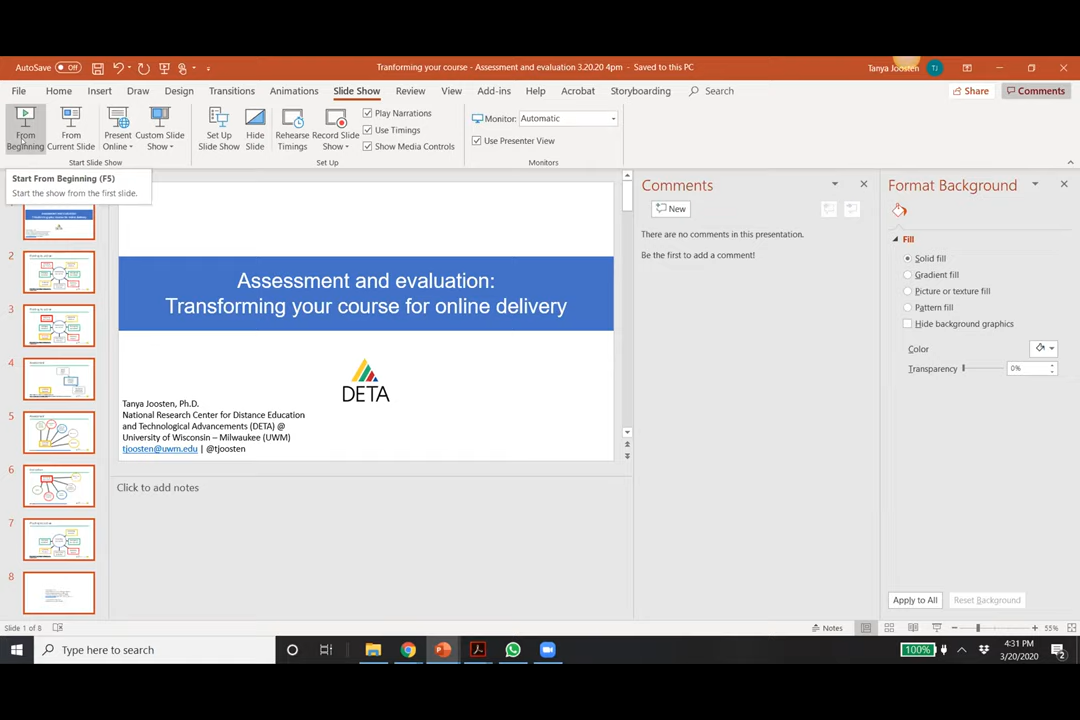 AutoSave Off
Tranforming your course - Assessment and evaluation 3.20.20 4pm - Saved to this PC
Tanya Joosten TJ
File Home Insert Draw Design Transitions Animations Slide Show Review View Add-ins Help Acrobat Storyboarding Search
Share Comments
From Beginning
From Current Slide
Present Online
Custom Slide Show
Start Slide Show
Set Up Slide Show
Hide Slide
Rehearse Timings
Record Slide Show
Play Narrations
Use Timings
Show Media Controls
Set Up
Monitor: Automatic
Use Presenter View
Monitors
Start From Beginning (F5)
Start the show from the first slide.
2
3
4
5
6
7
8
Assessment and evaluation:
Transforming your course for online delivery
DETA
Tanya Joosten, Ph.D.
National Research Center for Distance Education
and Technological Advancements (DETA) @
University of Wisconsin – Milwaukee (UWM)
tjoosten@uwm.edu | @tjoosten
Click to add notes
Comments
New
There are no comments in this presentation.
Be the first to add a comment!
Format Background
Fill
Solid fill
Gradient fill
Picture or texture fill
Pattern fill
Hide background graphics
Color
Transparency 0%
Apply to All Reset Background
Slide 1 of 8
Notes
55%
Type here to search
100%
4:31 PM
3/20/2020
2